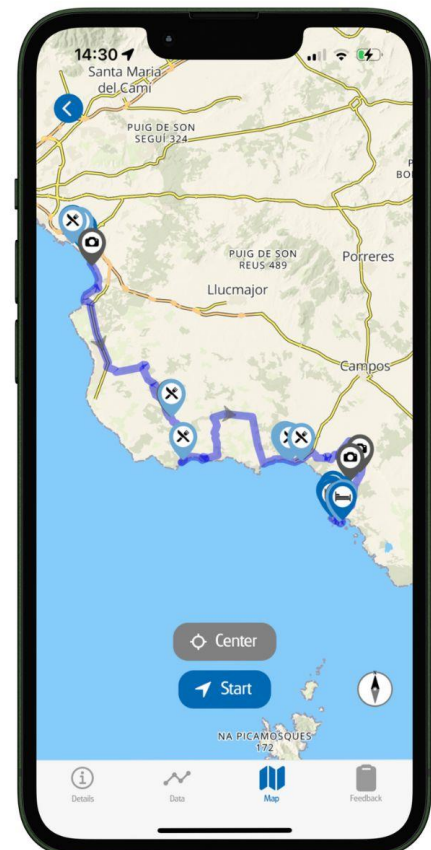 14:30
Santa Maria
del Camí
PUIG DE SON
SEGUÍ 324
PUIG DE SON
REUS 489
Porreres
Llucmajor
Campos
Center
Start
NA PICAMOSQUES
172
Details
Data
Map
Feedback